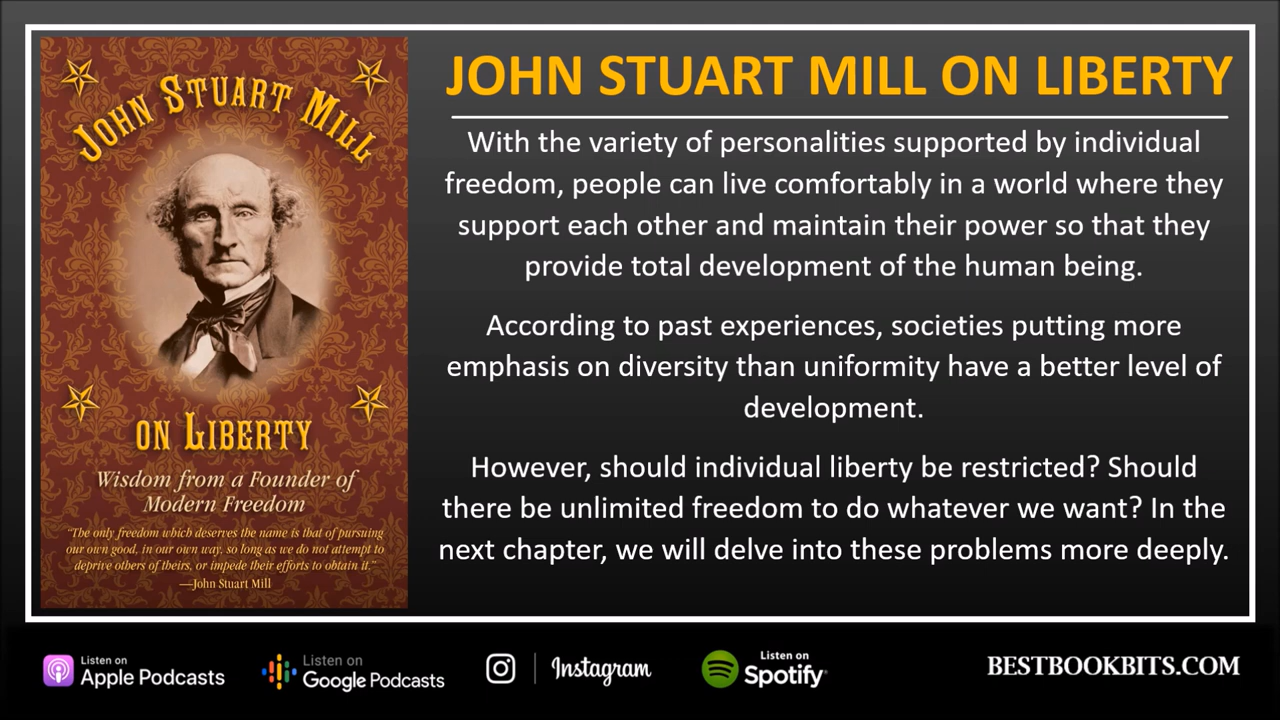 JOHN STUART MILL
ON LIBERTY
Wisdom from a Founder of
Modern Freedom
"The only freedom which deserves the name is that of pursuing
our own good, in our own way, so long as we do not attempt to
deprive others of theirs, or impede their efforts to obtain it."
—John Stuart Mill
JOHN STUART MILL ON LIBERTY
With the variety of personalities supported by individual
freedom, people can live comfortably in a world where they
support each other and maintain their power so that they
provide total development of the human being.
According to past experiences, societies putting more
emphasis on diversity than uniformity have a better level of
development.
However, should individual liberty be restricted? Should
there be unlimited freedom to do whatever we want? In the
next chapter, we will delve into these problems more deeply.
Listen on
Apple Podcasts
Listen on
Google Podcasts
Instagram
Listen on
Spotify
BESTBOOKBITS.COM